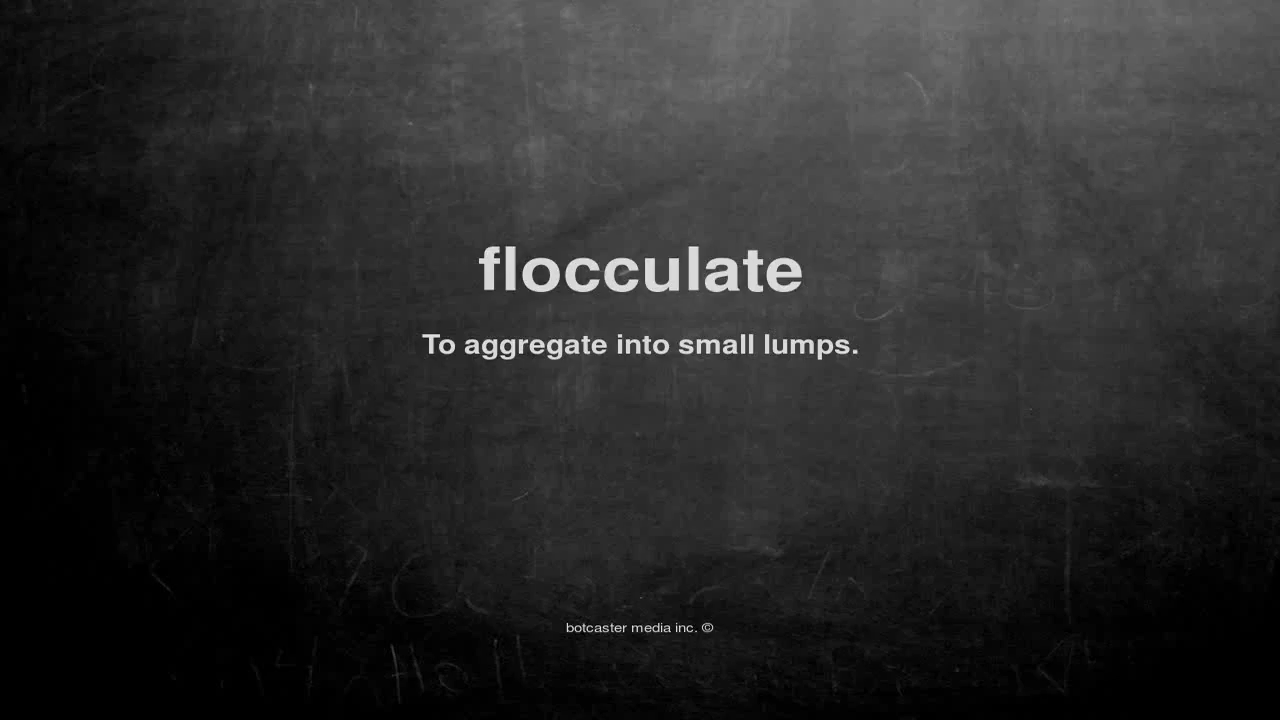 flocculate
To aggregate into small lumps.
botcaster media inc. ©